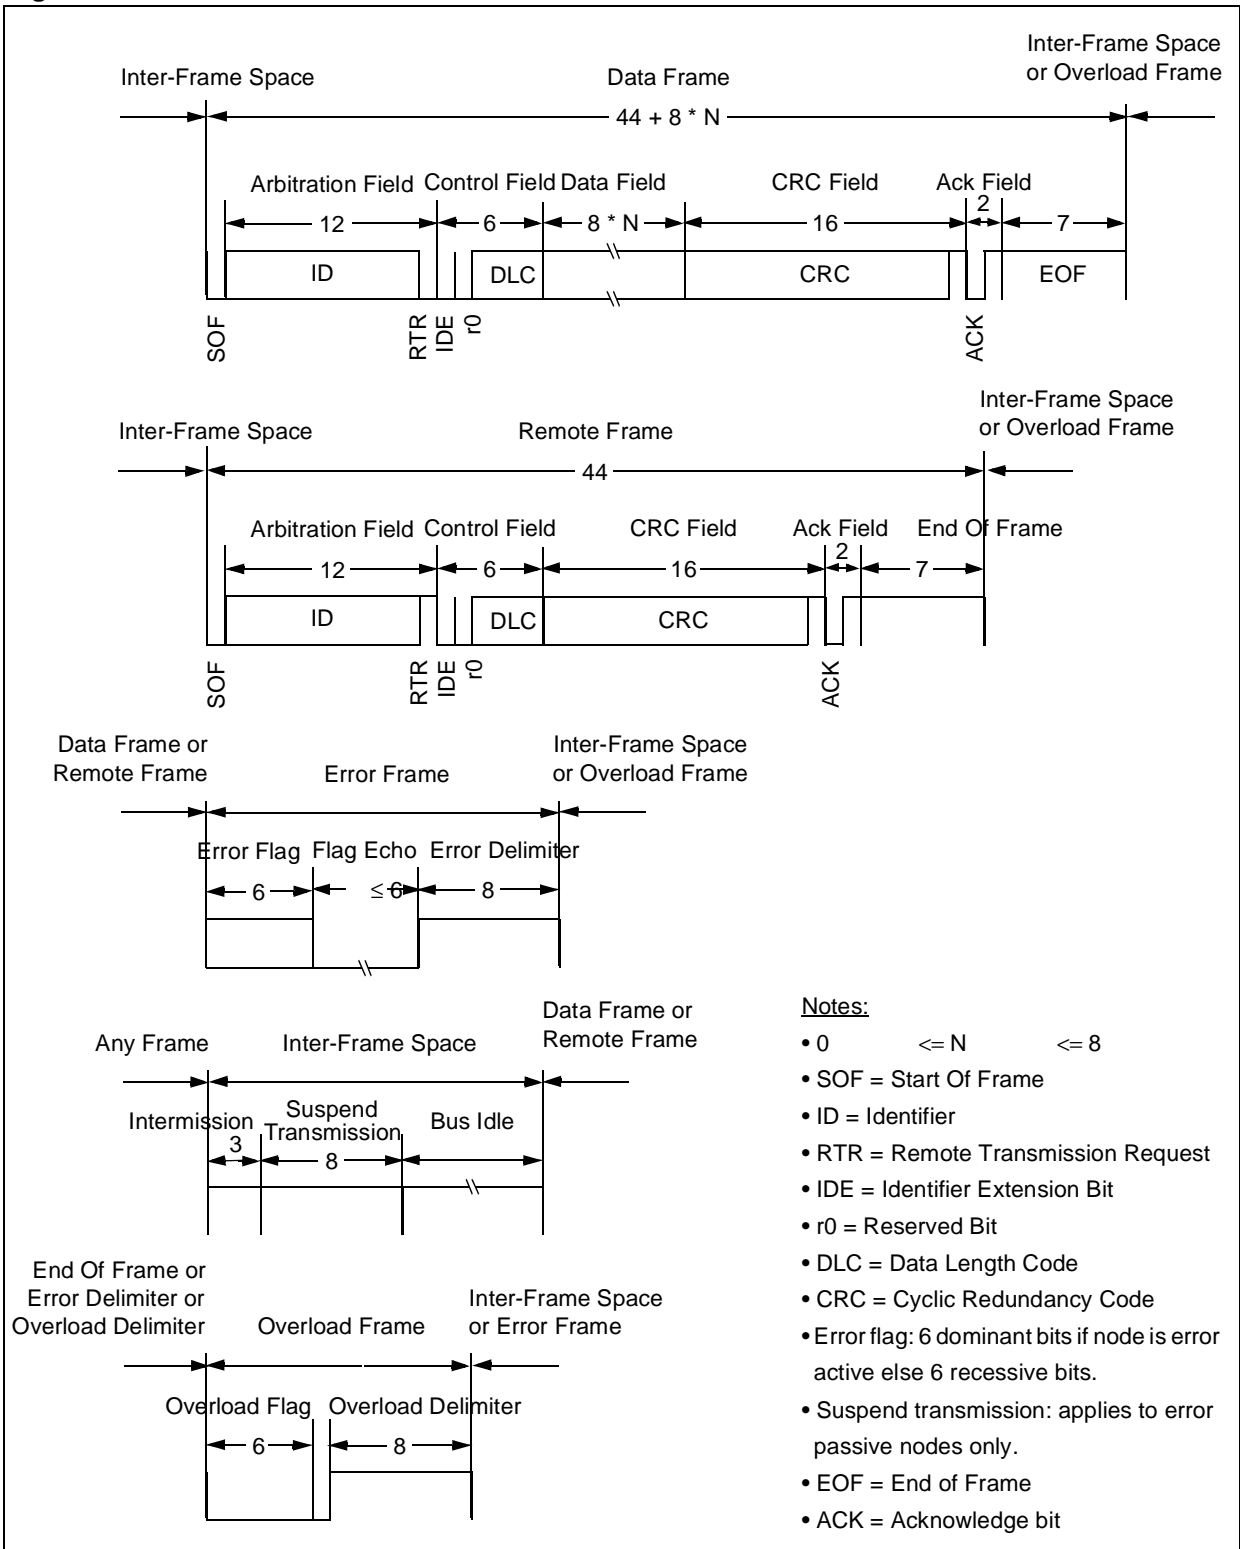 Inter-Frame Space
or Overload Frame
Inter-Frame Space
Data Frame
44 + 8 * N
Arbitration Field
Control Field
Data Field
CRC Field
Ack Field
12
6
8 * N
16
2
7
ID
DLC
CRC
EOF
SOF
RTR
IDE
r0
ACK
Inter-Frame Space
or Overload Frame
Inter-Frame Space
Remote Frame
44
Arbitration Field
Control Field
CRC Field
Ack Field
End Of Frame
12
6
16
2
7
ID
DLC
CRC
SOF
RTR
IDE
r0
ACK
Data Frame or
Remote Frame
Error Frame
Inter-Frame Space
or Overload Frame
Error Flag
Flag Echo
Error Delimiter
6
≤ 6
8
Any Frame
Inter-Frame Space
Data Frame or
Remote Frame
Intermission
Suspend
Transmission
Bus Idle
3
8
End Of Frame or
Error Delimiter or
Overload Delimiter
Overload Frame
Inter-Frame Space
or Error Frame
Overload Flag
Overload Delimiter
6
8
Notes:
• 0 <= N <= 8
• SOF = Start Of Frame
• ID = Identifier
• RTR = Remote Transmission Request
• IDE = Identifier Extension Bit
• r0 = Reserved Bit
• DLC = Data Length Code
• CRC = Cyclic Redundancy Code
• Error flag: 6 dominant bits if node is error
active else 6 recessive bits.
• Suspend transmission: applies to error
passive nodes only.
• EOF = End of Frame
• ACK = Acknowledge bit